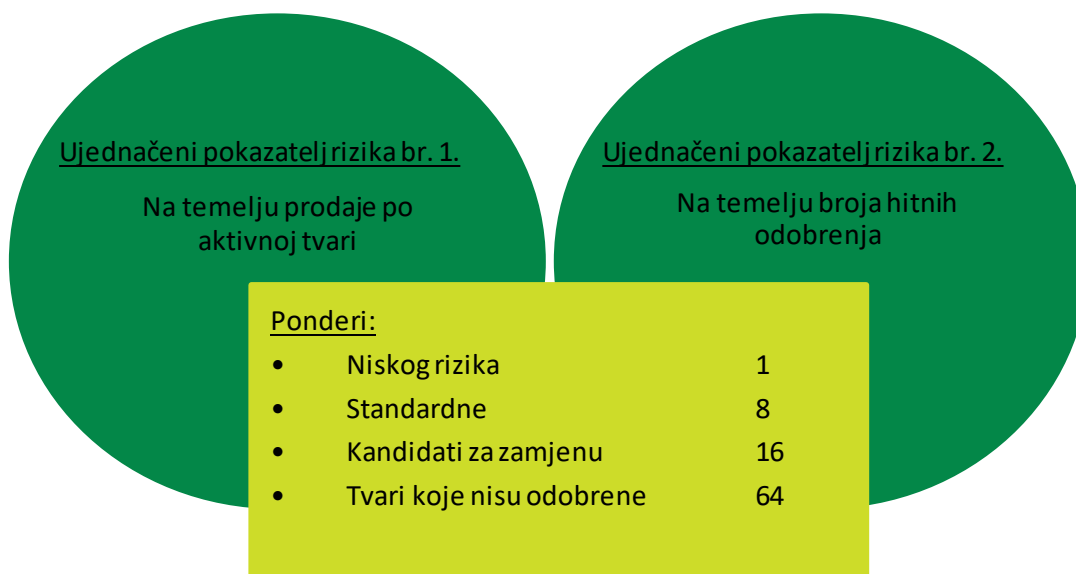 Ujednačeni pokazatelj rizika br. 1.
Na temelju prodaje po
aktivnoj tvari
Ujednačeni pokazatelj rizika br. 2.
Na temelju broja hitnih
odobrenja
Ponderi:
• Niskog rizika 1
• Standardne 8
• Kandidati za zamjenu 16
• Tvari koje nisu odobrene 64